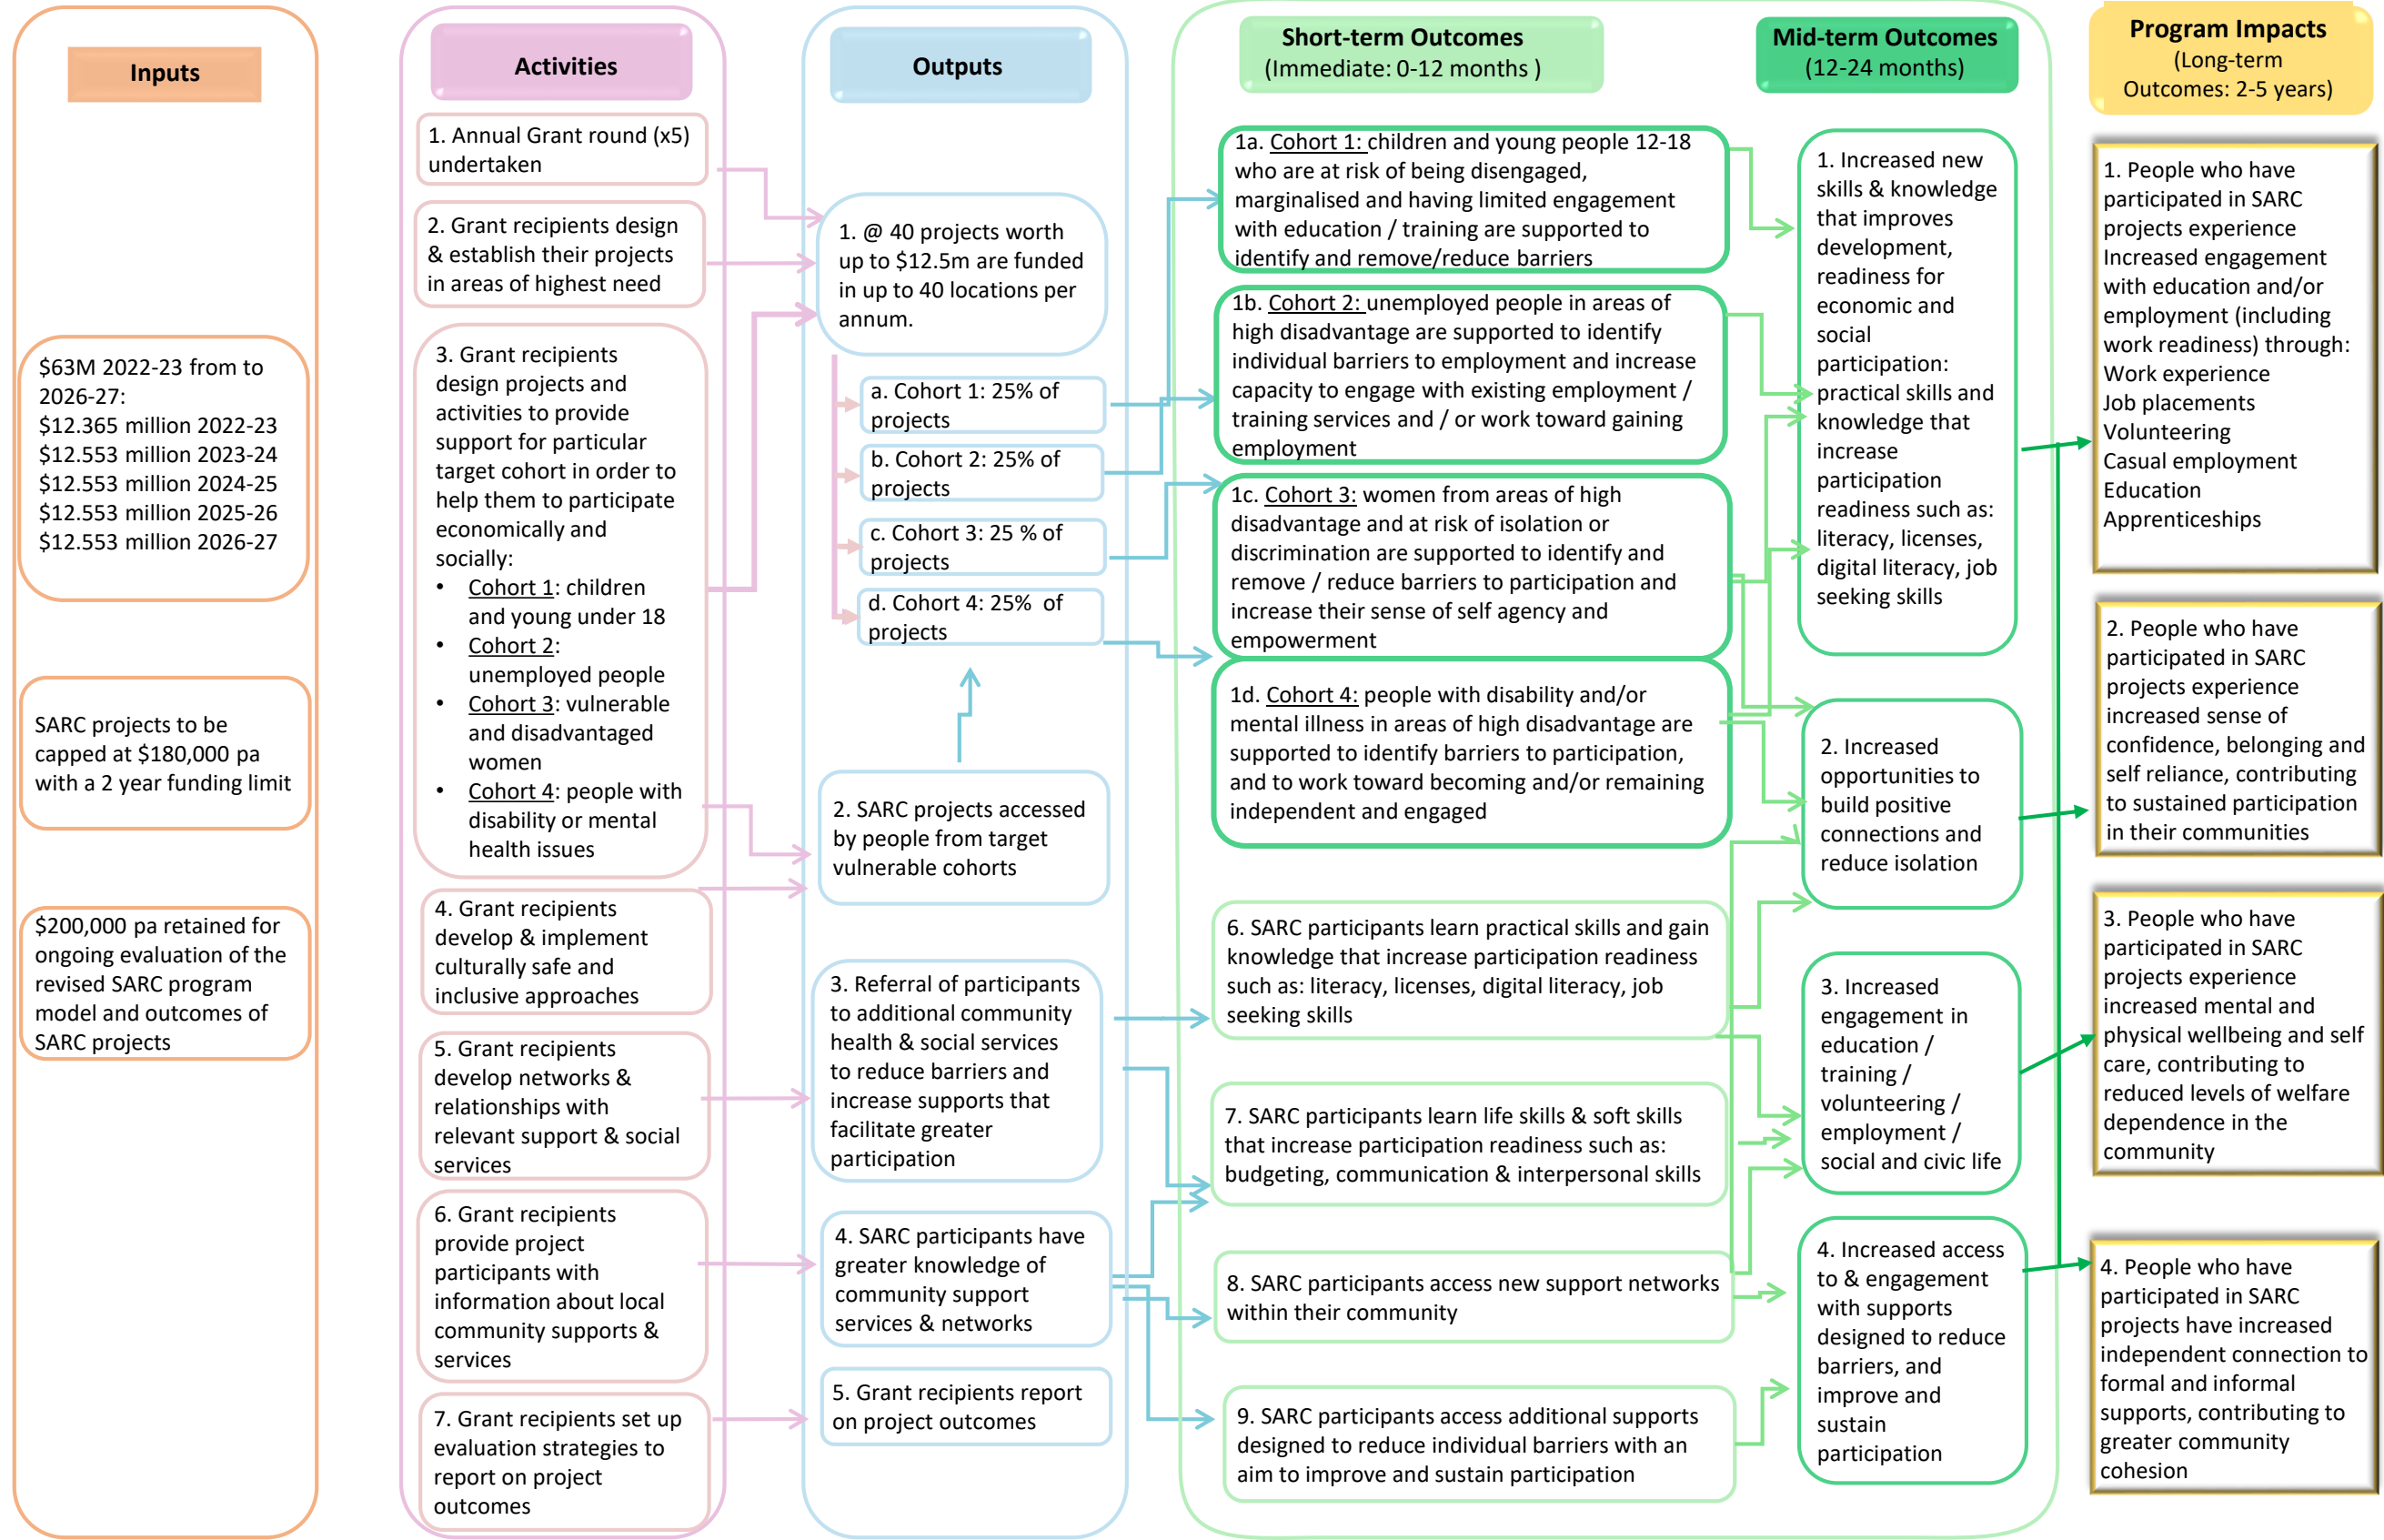 Inputs
$63M 2022-23 from to
2026-27:
$12.365 million 2022-23
$12.553 million 2023-24
$12.553 million 2024-25
$12.553 million 2025-26
$12.553 million 2026-27
SARC projects to be
capped at $180,000 pa
with a 2 year funding limit
$200,000 pa retained for
ongoing evaluation of the
revised SARC program
model and outcomes of
SARC projects
Activities
1. Annual Grant round (x5)
undertaken
2. Grant recipients design
& establish their projects
in areas of highest need
3. Grant recipients
design projects and
activities to provide
support for particular
target cohort in order to
help them to participate
economically and
socially:
• Cohort 1: children
and young under 18
• Cohort 2:
unemployed people
• Cohort 3: vulnerable
and disadvantaged
women
• Cohort 4: people with
disability or mental
health issues
4. Grant recipients
develop & implement
culturally safe and
inclusive approaches
5. Grant recipients
develop networks &
relationships with
relevant support & social
services
6. Grant recipients
provide project
participants with
information about local
community supports &
services
7. Grant recipients set up
evaluation strategies to
report on project
outcomes
Outputs
1. @ 40 projects worth
up to $12.5m are funded
in up to 40 locations per
annum.
a. Cohort 1: 25% of
projects
b. Cohort 2: 25% of
projects
c. Cohort 3: 25 % of
projects
d. Cohort 4: 25% of
projects
2. SARC projects accessed
by people from target
vulnerable cohorts
3. Referral of participants
to additional community
health & social services
to reduce barriers and
increase supports that
facilitate greater
participation
4. SARC participants have
greater knowledge of
community support
services & networks
5. Grant recipients report
on project outcomes
Short-term Outcomes
(Immediate: 0-12 months )
1a. Cohort 1: children and young people 12-18
who are at risk of being disengaged,
marginalised and having limited engagement
with education / training are supported to
identify and remove/reduce barriers
1b. Cohort 2: unemployed people in areas of
high disadvantage are supported to identify
individual barriers to employment and increase
capacity to engage with existing employment /
training services and / or work toward gaining
employment
1c. Cohort 3: women from areas of high
disadvantage and at risk of isolation or
discrimination are supported to identify and
remove / reduce barriers to participation and
increase their sense of self agency and
empowerment
1d. Cohort 4: people with disability and/or
mental illness in areas of high disadvantage are
supported to identify barriers to participation,
and to work toward becoming and/or remaining
independent and engaged
6. SARC participants learn practical skills and gain
knowledge that increase participation readiness
such as: literacy, licenses, digital literacy, job
seeking skills
7. SARC participants learn life skills & soft skills
that increase participation readiness such as:
budgeting, communication & interpersonal skills
8. SARC participants access new support networks
within their community
9. SARC participants access additional supports
designed to reduce individual barriers with an
aim to improve and sustain participation
Mid-term Outcomes
(12-24 months)
1. Increased new
skills & knowledge
that improves
development,
readiness for
economic and
social
participation:
practical skills and
knowledge that
increase
participation
readiness such as:
literacy, licenses,
digital literacy, job
seeking skills
2. Increased
opportunities to
build positive
connections and
reduce isolation
3. Increased
engagement in
education /
training /
volunteering /
employment /
social and civic life
4. Increased access
to & engagement
with supports
designed to reduce
barriers, and
improve and
sustain
participation
Program Impacts
(Long-term
Outcomes: 2-5 years)
1. People who have
participated in SARC
projects experience
Increased engagement
with education and/or
employment (including
work readiness) through:
Work experience
Job placements
Volunteering
Casual employment
Education
Apprenticeships
2. People who have
participated in SARC
projects experience
increased sense of
confidence, belonging and
self reliance, contributing
to sustained participation
in their communities
3. People who have
participated in SARC
projects experience
increased mental and
physical wellbeing and self
care, contributing to
reduced levels of welfare
dependence in the
community
4. People who have
participated in SARC
projects have increased
independent connection to
formal and informal
supports, contributing to
greater community
cohesion